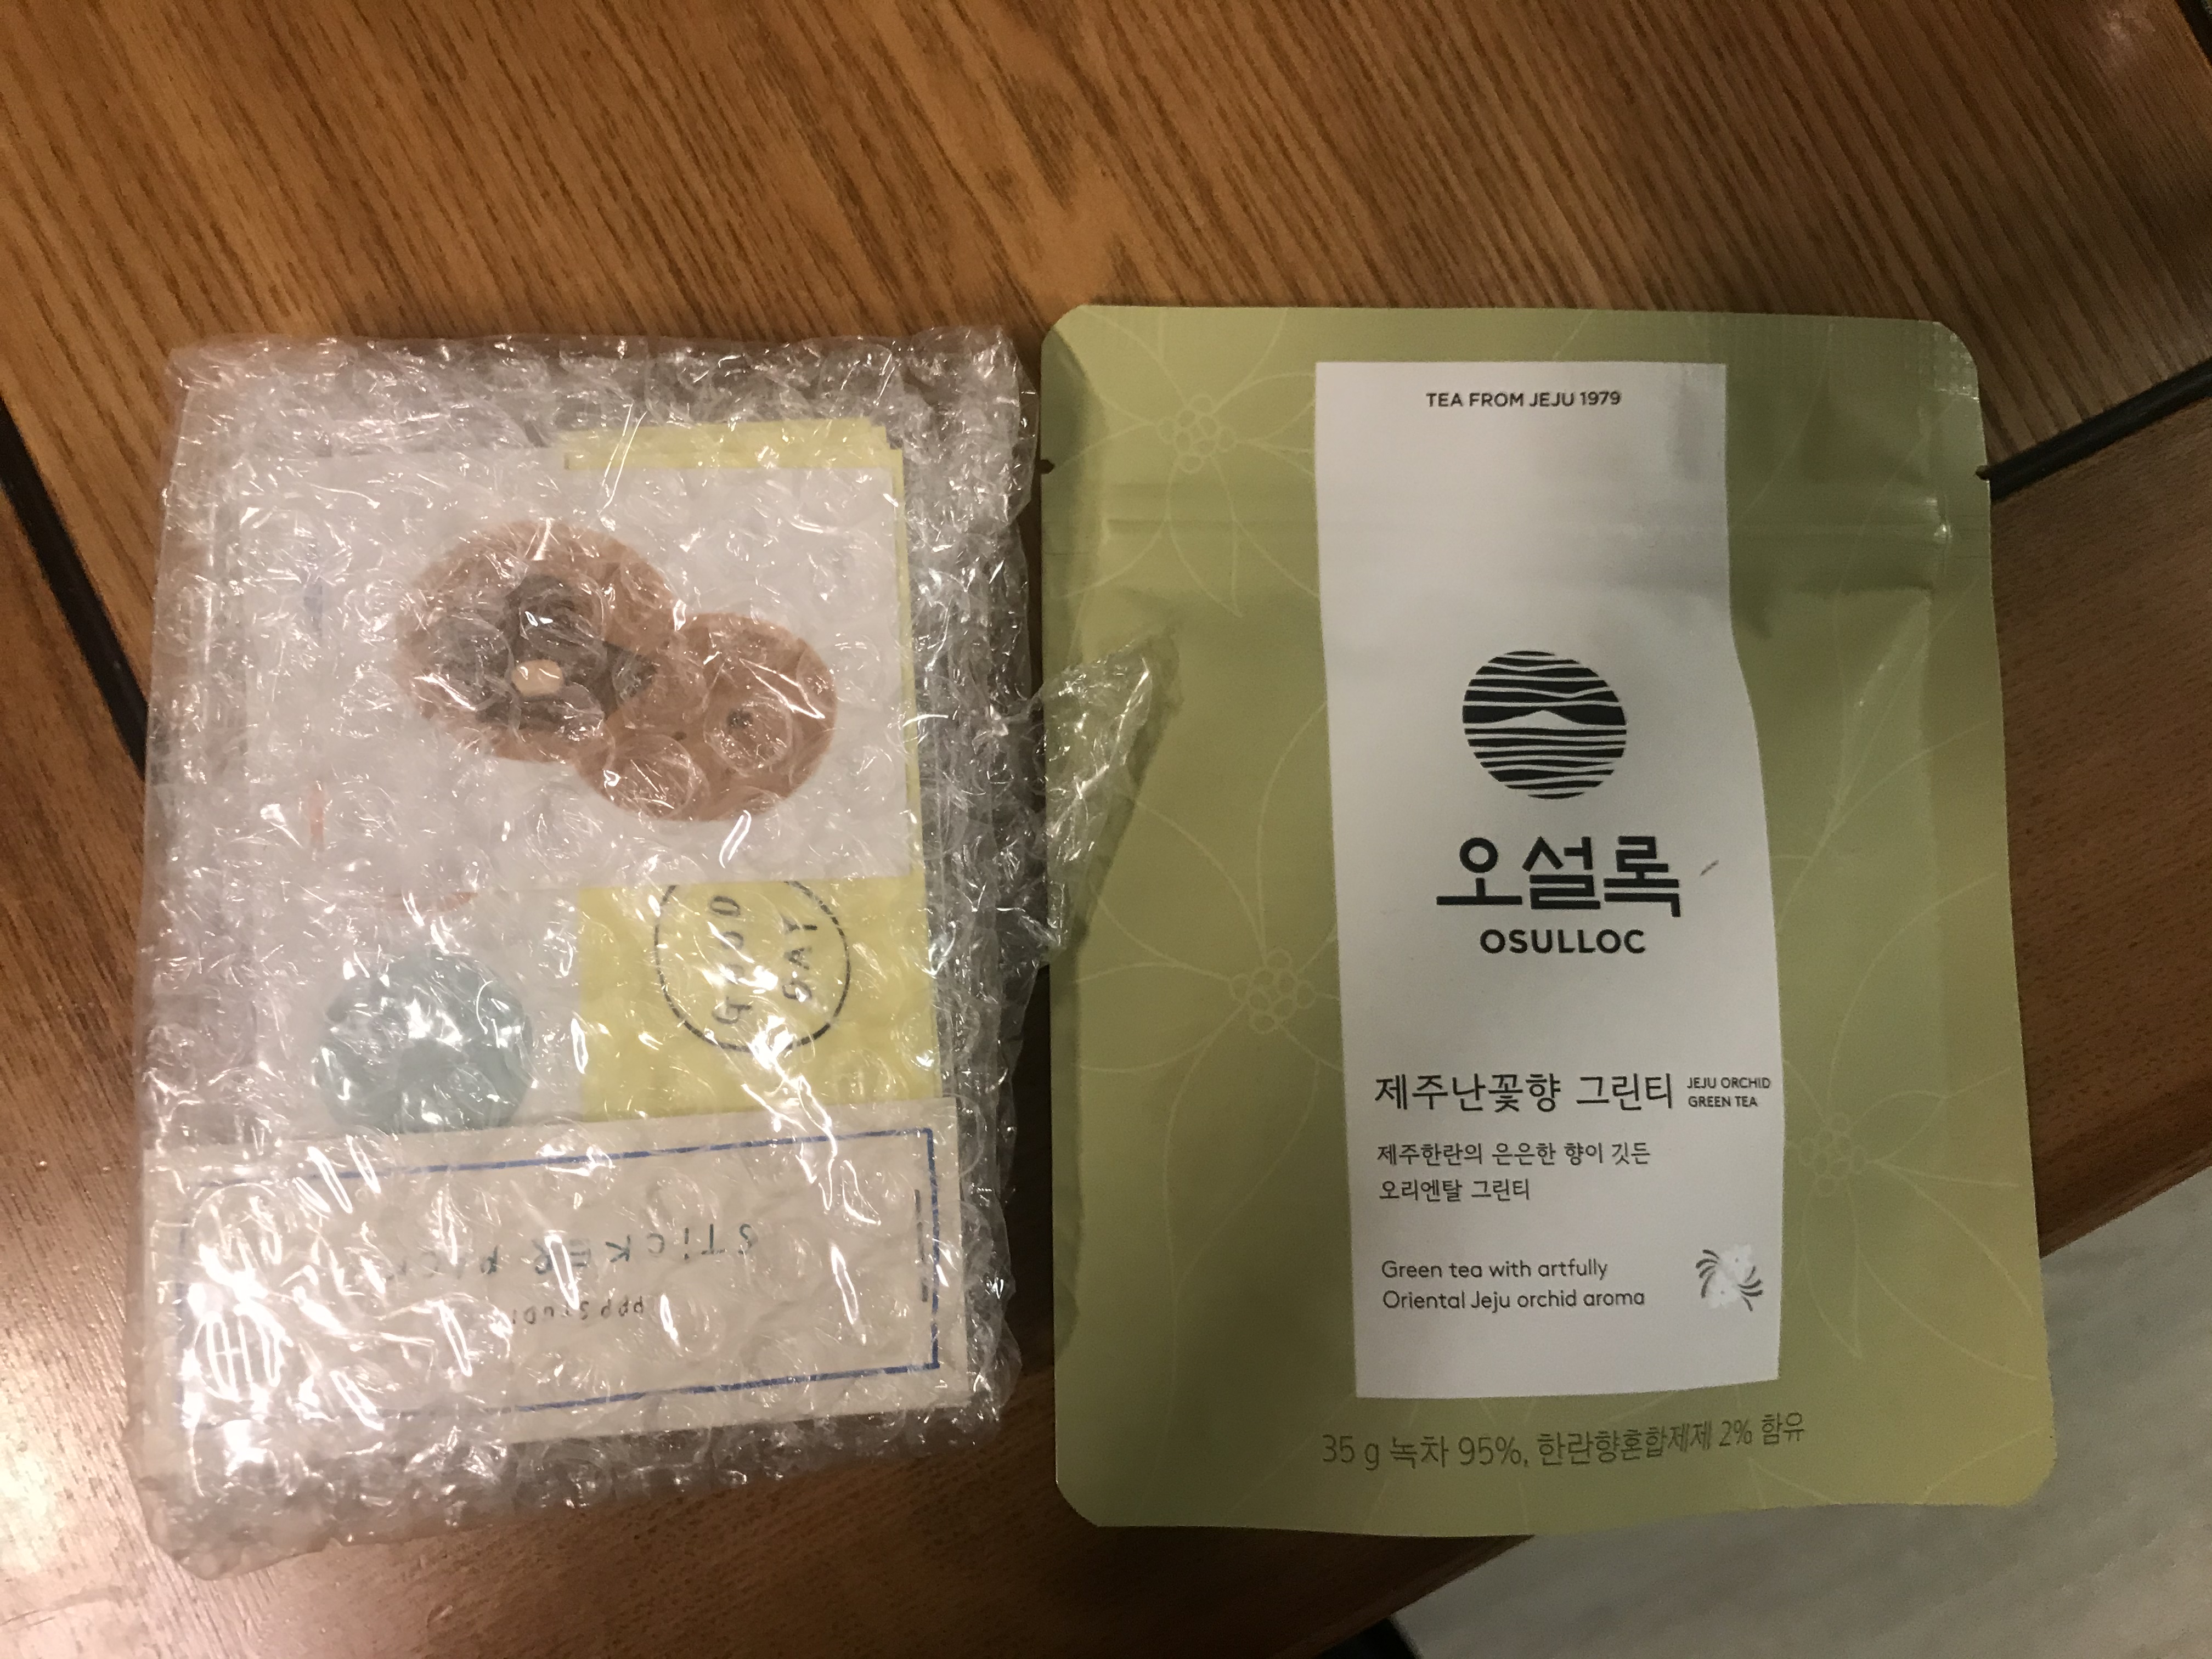 GOOD
DAY
STICKER
TEA FROM JEJU 1979
오설록
OSULLOC
제주난꽃향 그린티
JEJU ORCHID
GREEN TEA
제주한란의 은은한 향이 깃든
오리엔탈 그린티
Green tea with artfully
Oriental Jeju orchid aroma
35 g 녹차 95%, 한란향혼합제제 2% 함유